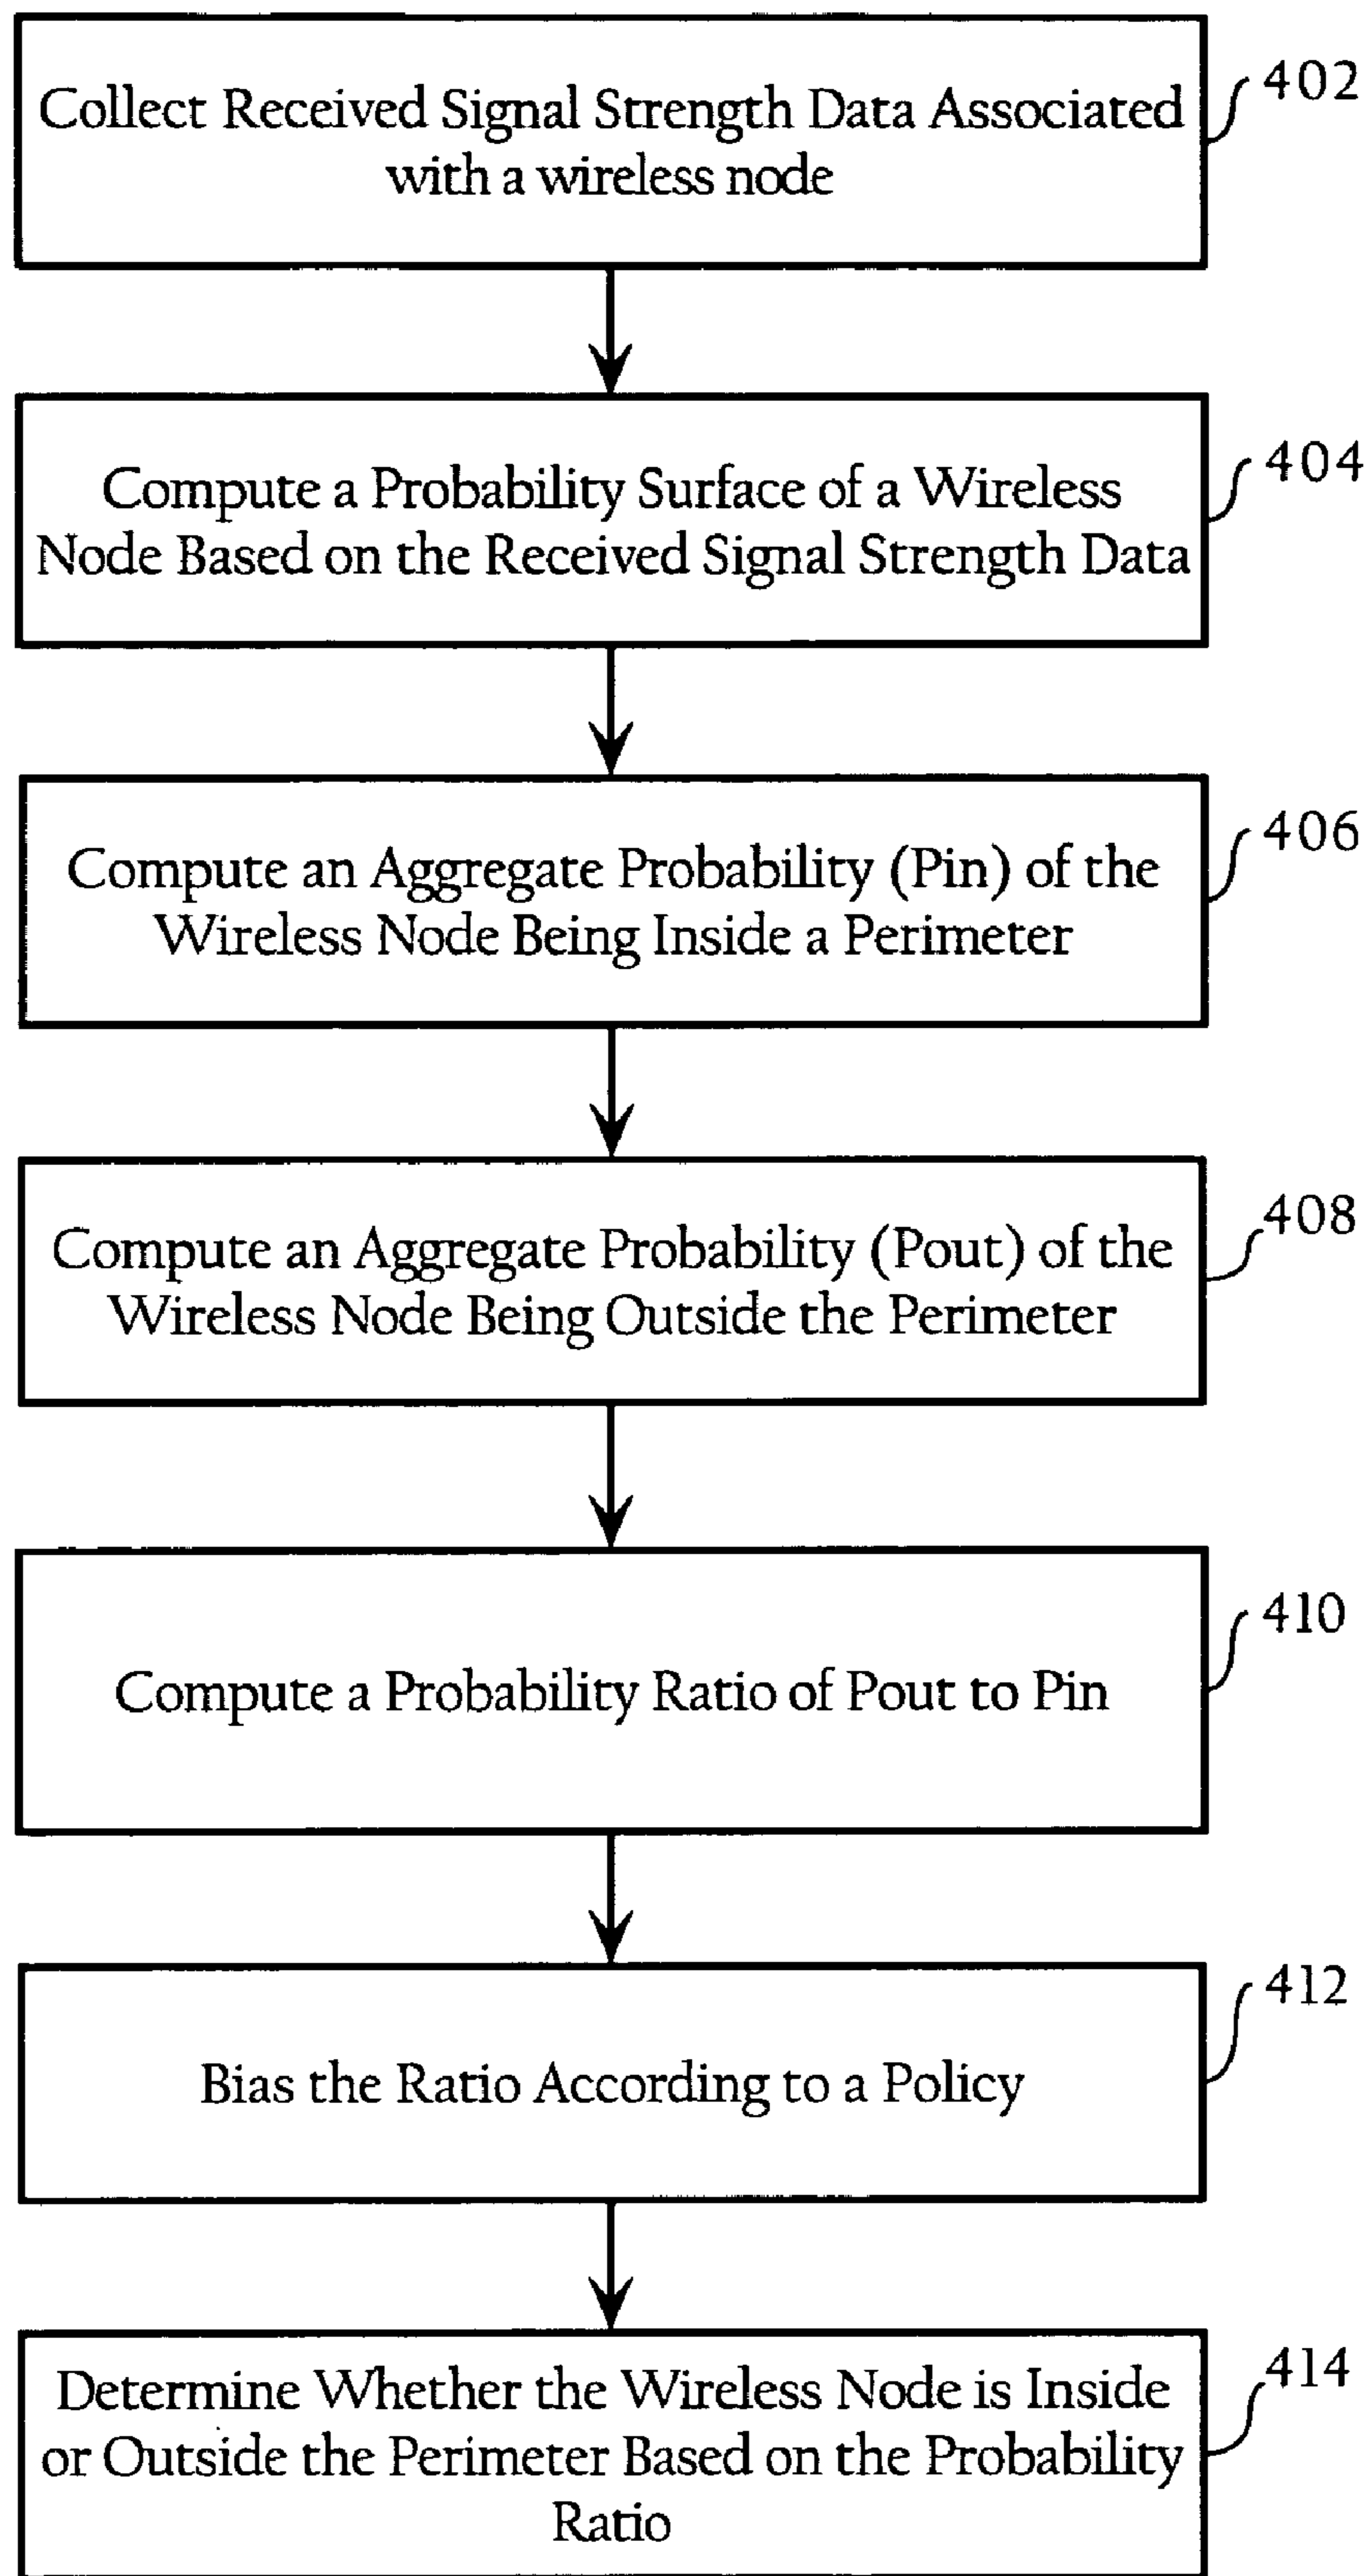 Collect Received Signal Strength Data Associated
with a wireless node
402
Compute a Probability Surface of a Wireless
Node Based on the Received Signal Strength Data
404
Compute an Aggregate Probability (Pin) of the
Wireless Node Being Inside a Perimeter
406
Compute an Aggregate Probability (Pout) of the
Wireless Node Being Outside the Perimeter
408
Compute a Probability Ratio of Pout to Pin
410
Bias the Ratio According to a Policy
412
Determine Whether the Wireless Node is Inside
or Outside the Perimeter Based on the Probability
Ratio
414